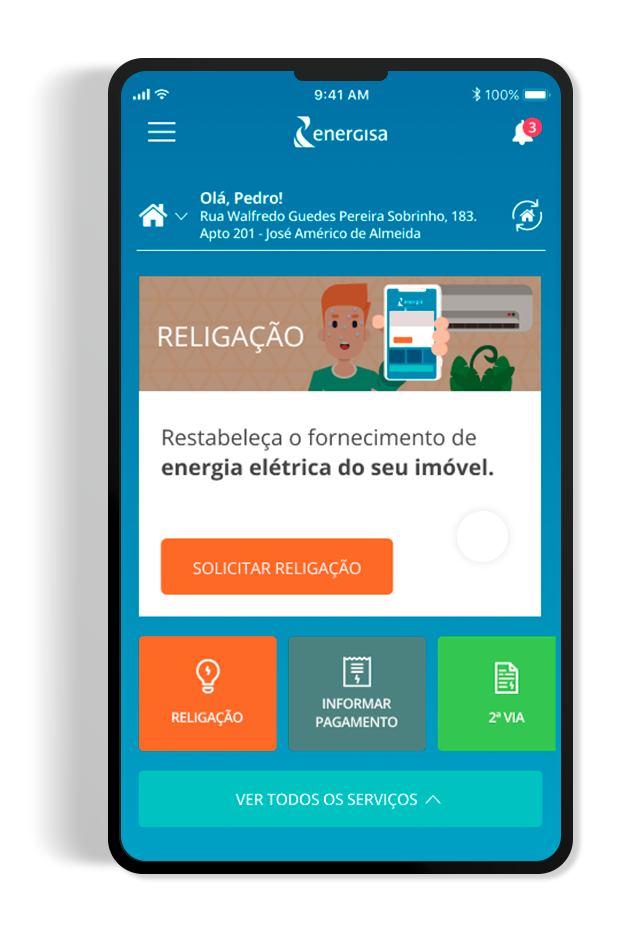 9:41 AM
100%
energisa
3
Olá, Pedro!
Rua Walfredo Guedes Pereira Sobrinho, 183.
Apto 201 - José Américo de Almeida
RELIGAÇÃO
energisa
Restabeleça o fornecimento de
energia elétrica do seu imóvel.
SOLICITAR RELIGAÇÃO
RELIGAÇÃO
INFORMAR
PAGAMENTO
2ª VIA
VER TODOS OS SERVIÇOS